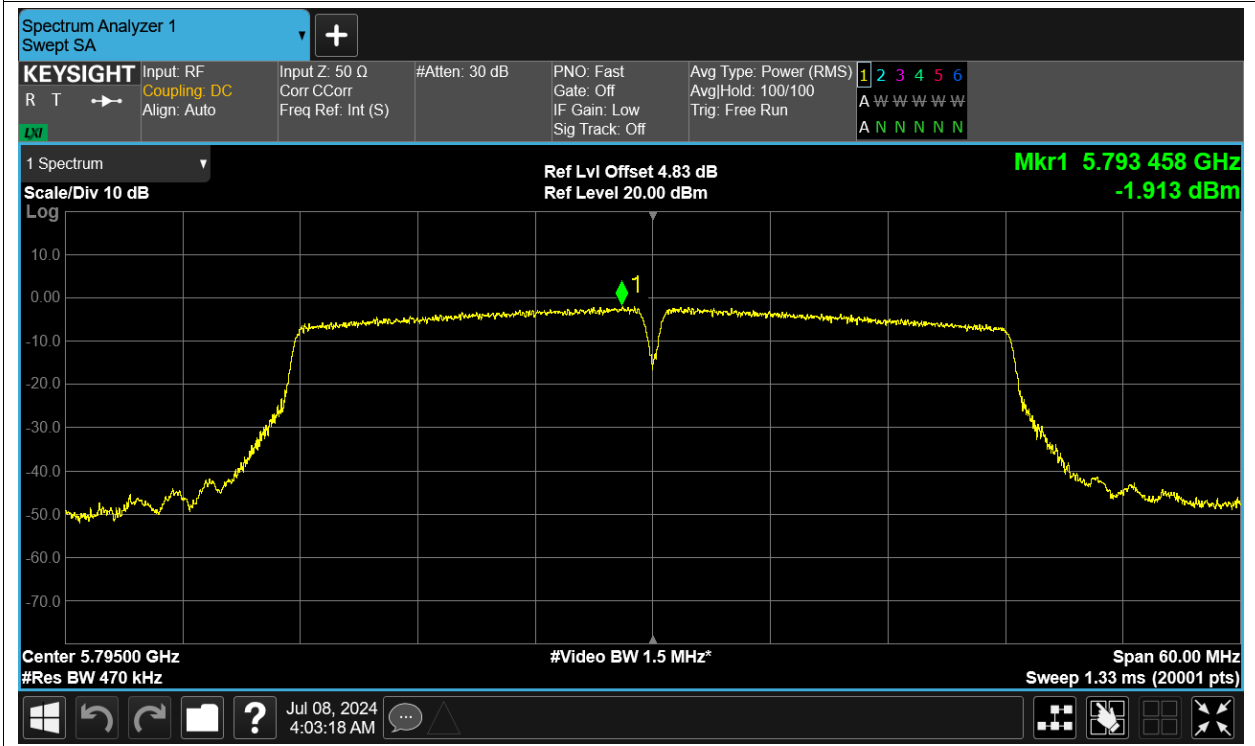 Spectrum Analyzer 1
Swept SA
+
KEYSIGHT
R T
LXI
Input: RF
Coupling: DC
Align: Auto
Input Z: 50 Ω
Corr CCorr
Freq Ref: Int (S)
#Atten: 30 dB
PNO: Fast
Gate: Off
IF Gain: Low
Sig Track: Off
Avg Type: Power (RMS)
Avg|Hold: 100/100
Trig: Free Run
1 2 3 4 5 6
A W W W W W
A N N N N N
1 Spectrum
Scale/Div 10 dB
Log
Ref Lvl Offset 4.83 dB
Ref Level 20.00 dBm
Mkr1 5.793 458 GHz
-1.913 dBm
10.0
0.00
-10.0
-20.0
-30.0
-40.0
-50.0
-60.0
-70.0
1
Center 5.79500 GHz
#Res BW 470 kHz
#Video BW 1.5 MHz*
Span 60.00 MHz
Sweep 1.33 ms (20001 pts)
?
Jul 08, 2024
4:03:18 AM